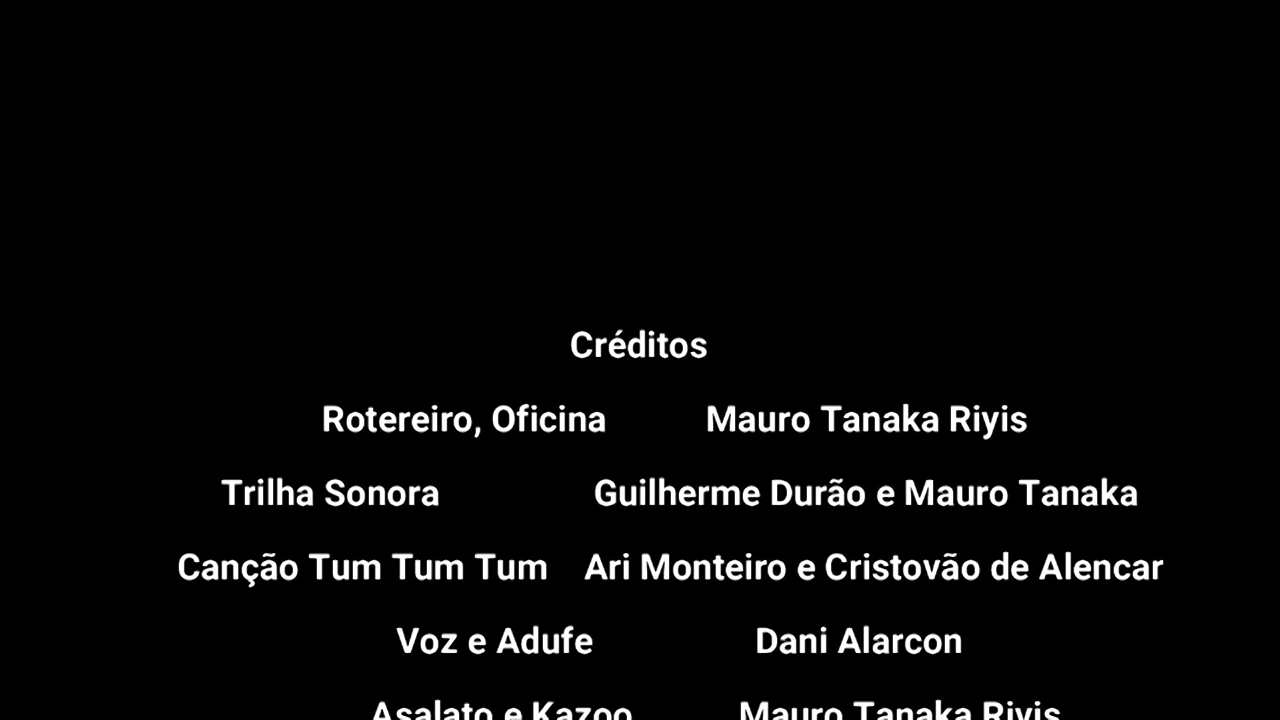 Créditos
Rotereiro, Oficina Mauro Tanaka Riyis
Trilha Sonora Guilherme Durão e Mauro Tanaka
Canção Tum Tum Tum Ari Monteiro e Cristovão de Alencar
Voz e Adufe Dani Alarcon
Asalato e Kazoo Mauro Tanaka Riyis